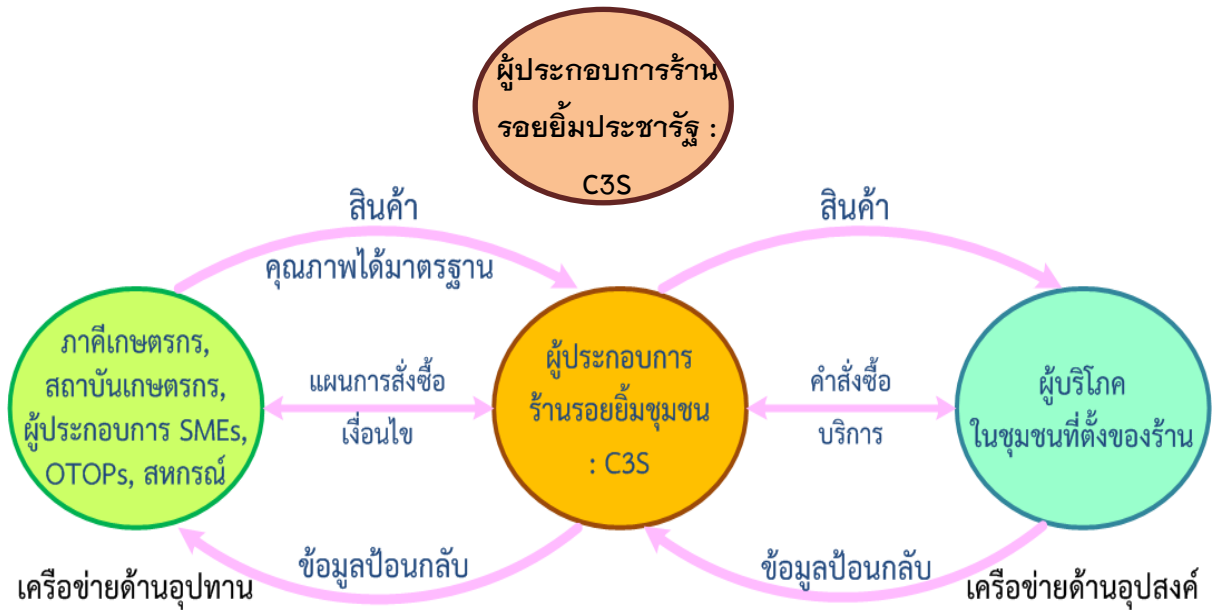 ผู้ประกอบการร้าน
รอยยิ้มประชารัฐ :
C3S
สินค้า
คุณภาพได้มาตรฐาน
สินค้า
ภาคีเกษตรกร,
สถาบันเกษตรกร,
ผู้ประกอบการ SMEs,
OTOPs, สหกรณ์
แผนการสั่งซื้อ
เงื่อนไข
ผู้ประกอบการ
ร้านรอยยิ้มชุมชน
: C3S
คำสั่งซื้อ
บริการ
ผู้บริโภค
ในชุมชนที่ตั้งของร้าน
ข้อมูลป้อนกลับ
ข้อมูลป้อนกลับ
เครือข่ายด้านอุปทาน
เครือข่ายด้านอุปสงค์